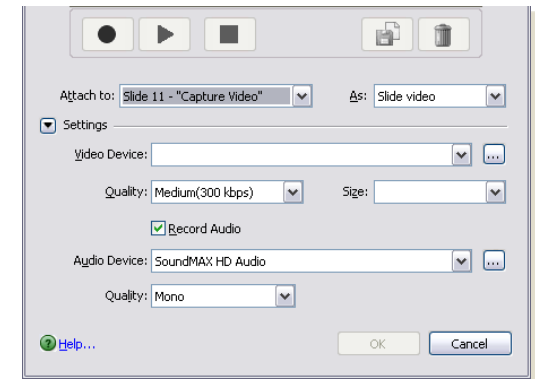 Attach to: Slide 11 - "Capture Video" As: Slide video
Settings
Video Device: ...
Quality: Medium(300 kbps) Size:
Record Audio
Audio Device: SoundMAX HD Audio ...
Quality: Mono
Help... OK Cancel